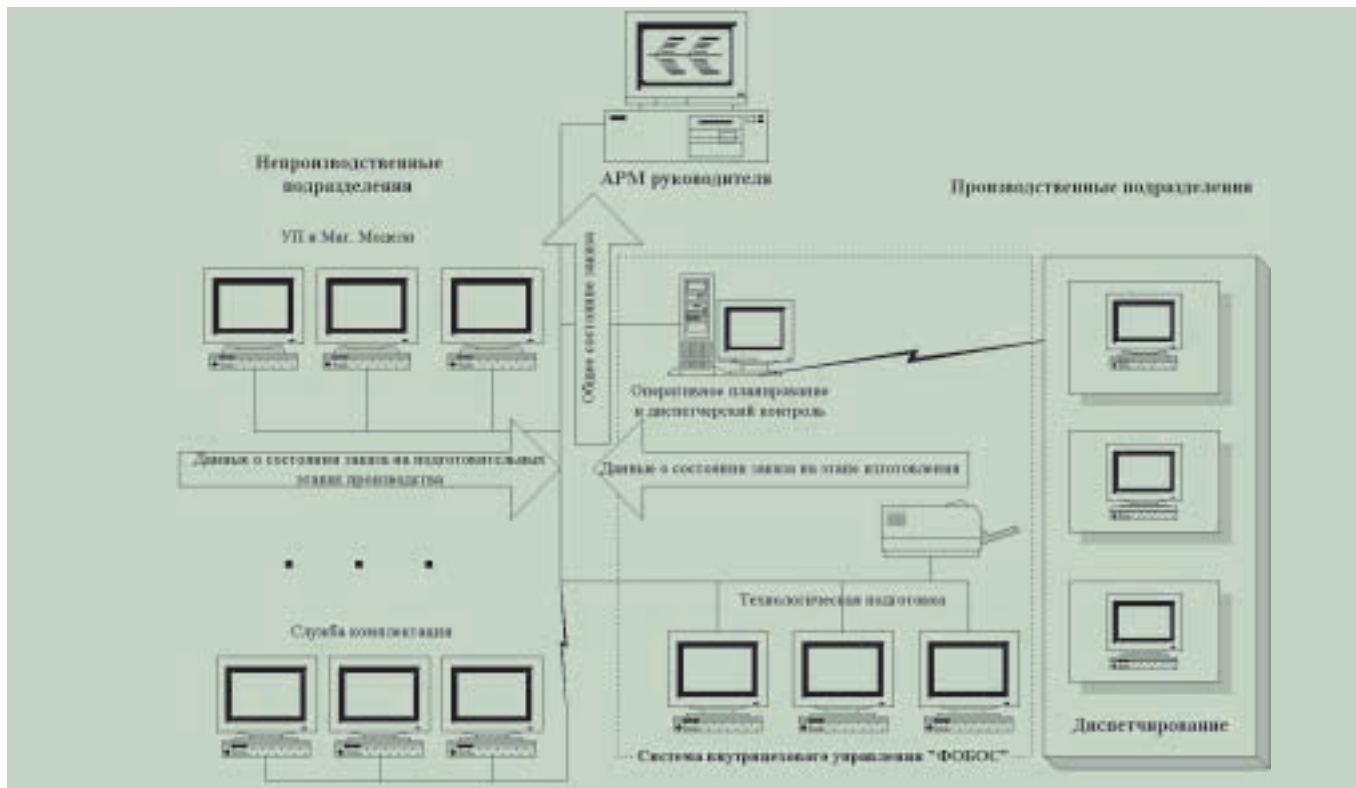 АРМ руководителя
Непроизводственные
подразделения
Производственные подразделения
УП и Маг. Модели
Общее состояние заказа
Оперативное планирование
и диспетчерский контроль
Данные о состоянии заказа на подготовительных
этапах производства
Данные о состоянии заказа на этапе изготовления
Технологическая подготовка
Служба комплектации
Диспетчирование
Система внутрицехового управления "ФОБОС"